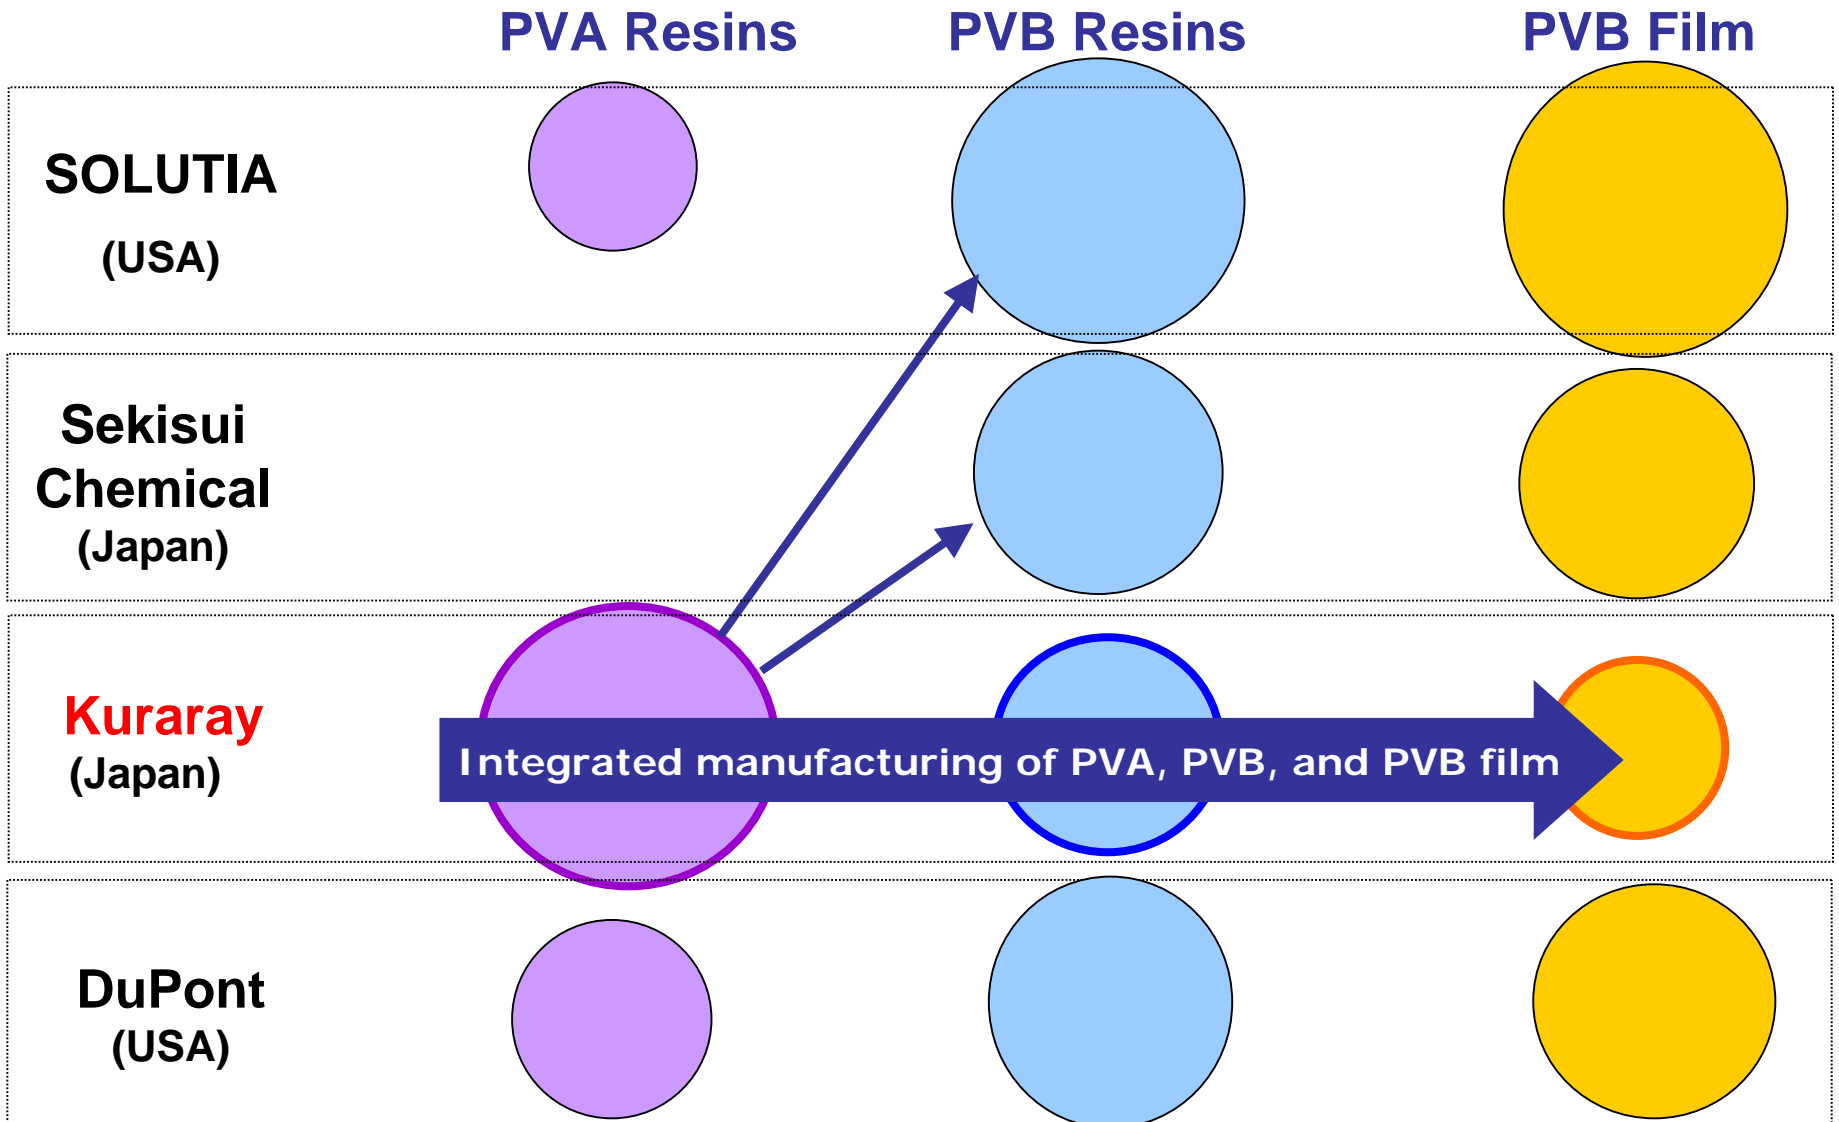 PVA Resins PVB Resins PVB Film
SOLUTIA
(USA)
Sekisui
Chemical
(Japan)
Kuraray
(Japan)
Integrated manufacturing of PVA, PVB, and PVB film
DuPont
(USA)